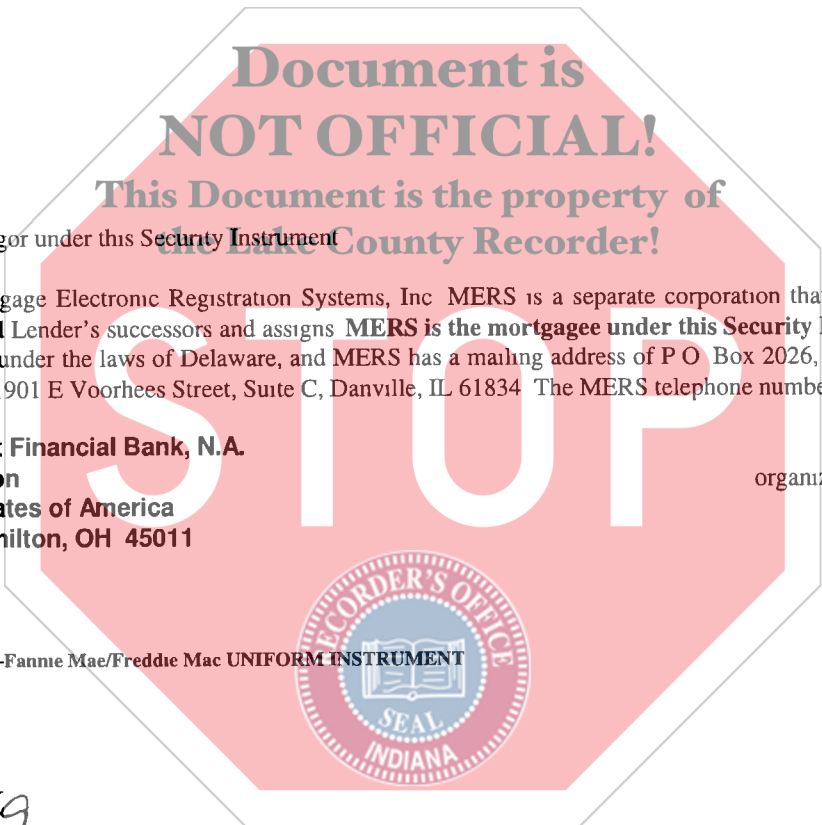 Document is
NOT OFFICIAL!
This Document is the property of
the Lake County Recorder!
gor under this Security Instrument
gage Electronic Registration Systems, Inc MERS is a separate corporation tha
Lender's successors and assigns MERS is the mortgagee under this Security
under the laws of Delaware, and MERS has a mailing address of P O Box 2026,
901 E Voorhees Street, Suite C, Danville, IL 61834 The MERS telephone numbe
Financial Bank, N.A.
on
organiz
ates of America
nilton, OH 45011
STOP
RECORDER'S OFFICE
SEAL
INDIANA
-Fannie Mae/Freddie Mac UNIFORM INSTRUMENT